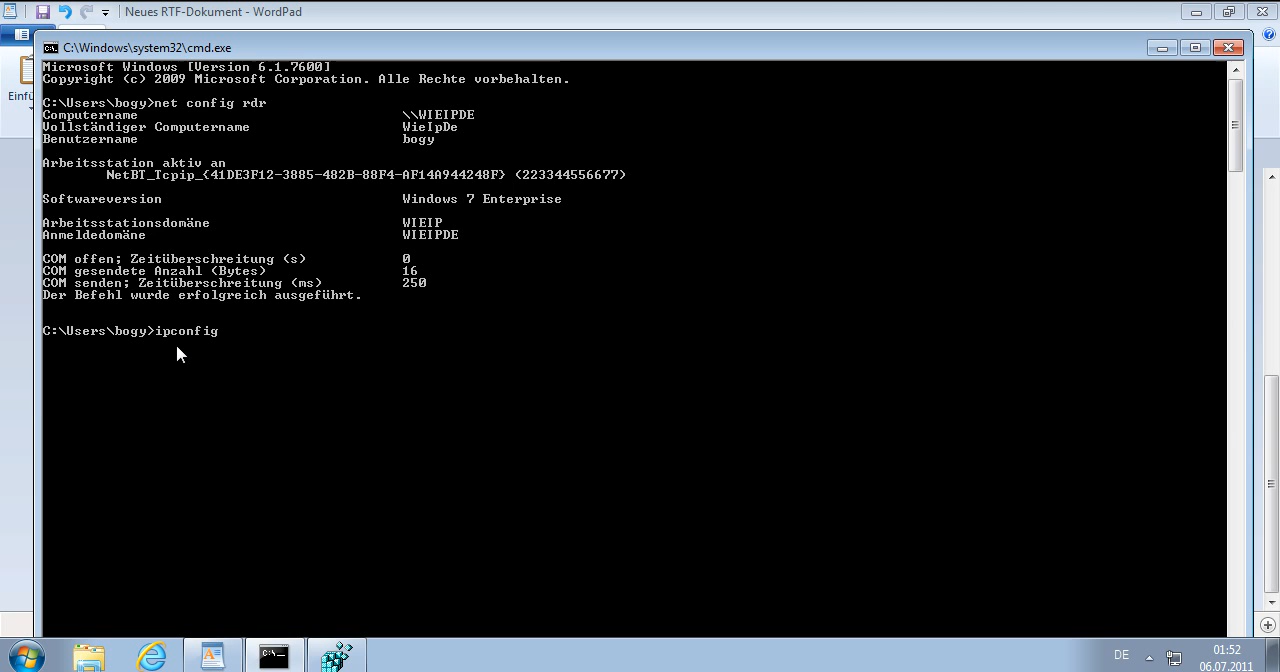 Neues RTF-Dokument - WordPad
C:\Windows\system32\cmd.exe
Einfü
Microsoft Windows [Version 6.1.7600]
Copyright (c) 2009 Microsoft Corporation. Alle Rechte vorbehalten.
C:\Users\bogy>net config rdr
Computername \\WIEIPDE
Vollständiger Computername WieIpDe
Benutzername bogy
Arbeitsstation aktiv an
NetBT_Tcpip_{41DE3F12-3885-482B-88F4-AF14A944248F} (223344556677)
Softwareversion Windows 7 Enterprise
Arbeitsstationsdomäne WIEIP
Anmeldedomäne WIEIPDE
COM offen; Zeitüberschreitung (s) 0
COM gesendete Anzahl (Bytes) 16
COM senden; Zeitüberschreitung (ms) 250
Der Befehl wurde erfolgreich ausgeführt.
C:\Users\bogy>ipconfig
DE
01:52
06.07.2011